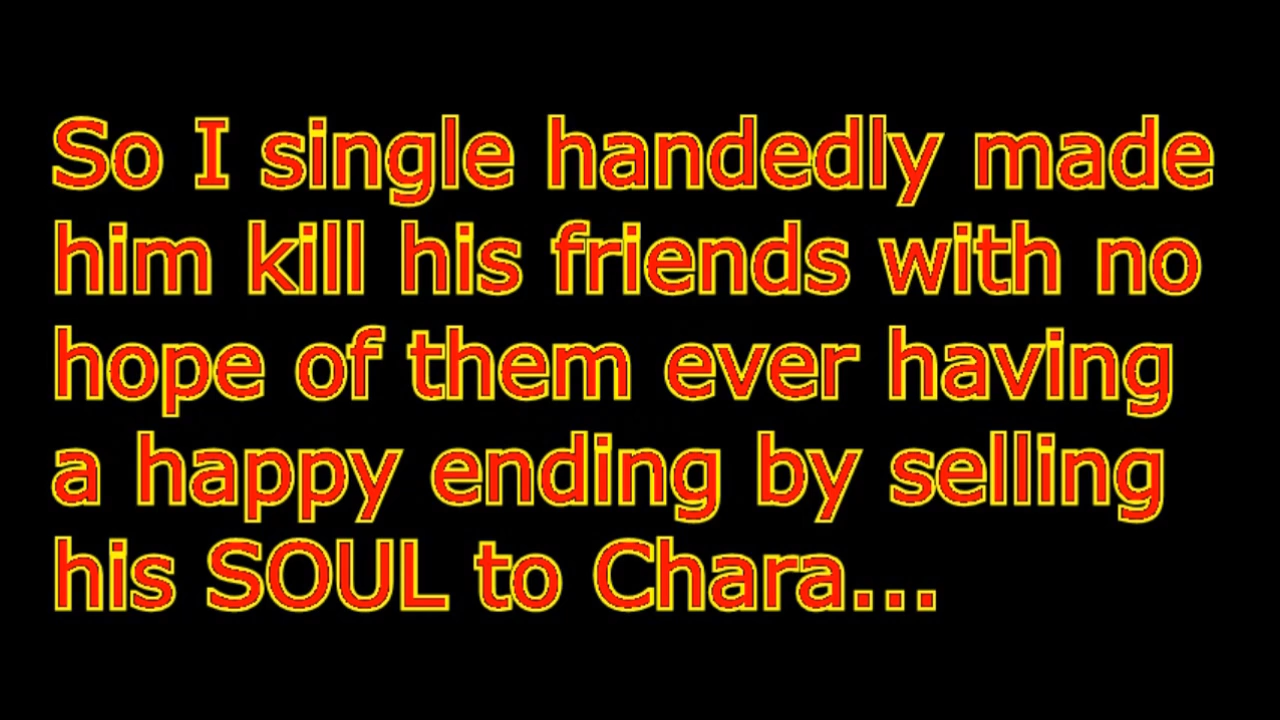 So I single handedly made
him kill his friends with no
hope of them ever having
a happy ending by selling
his SOUL to Chara...